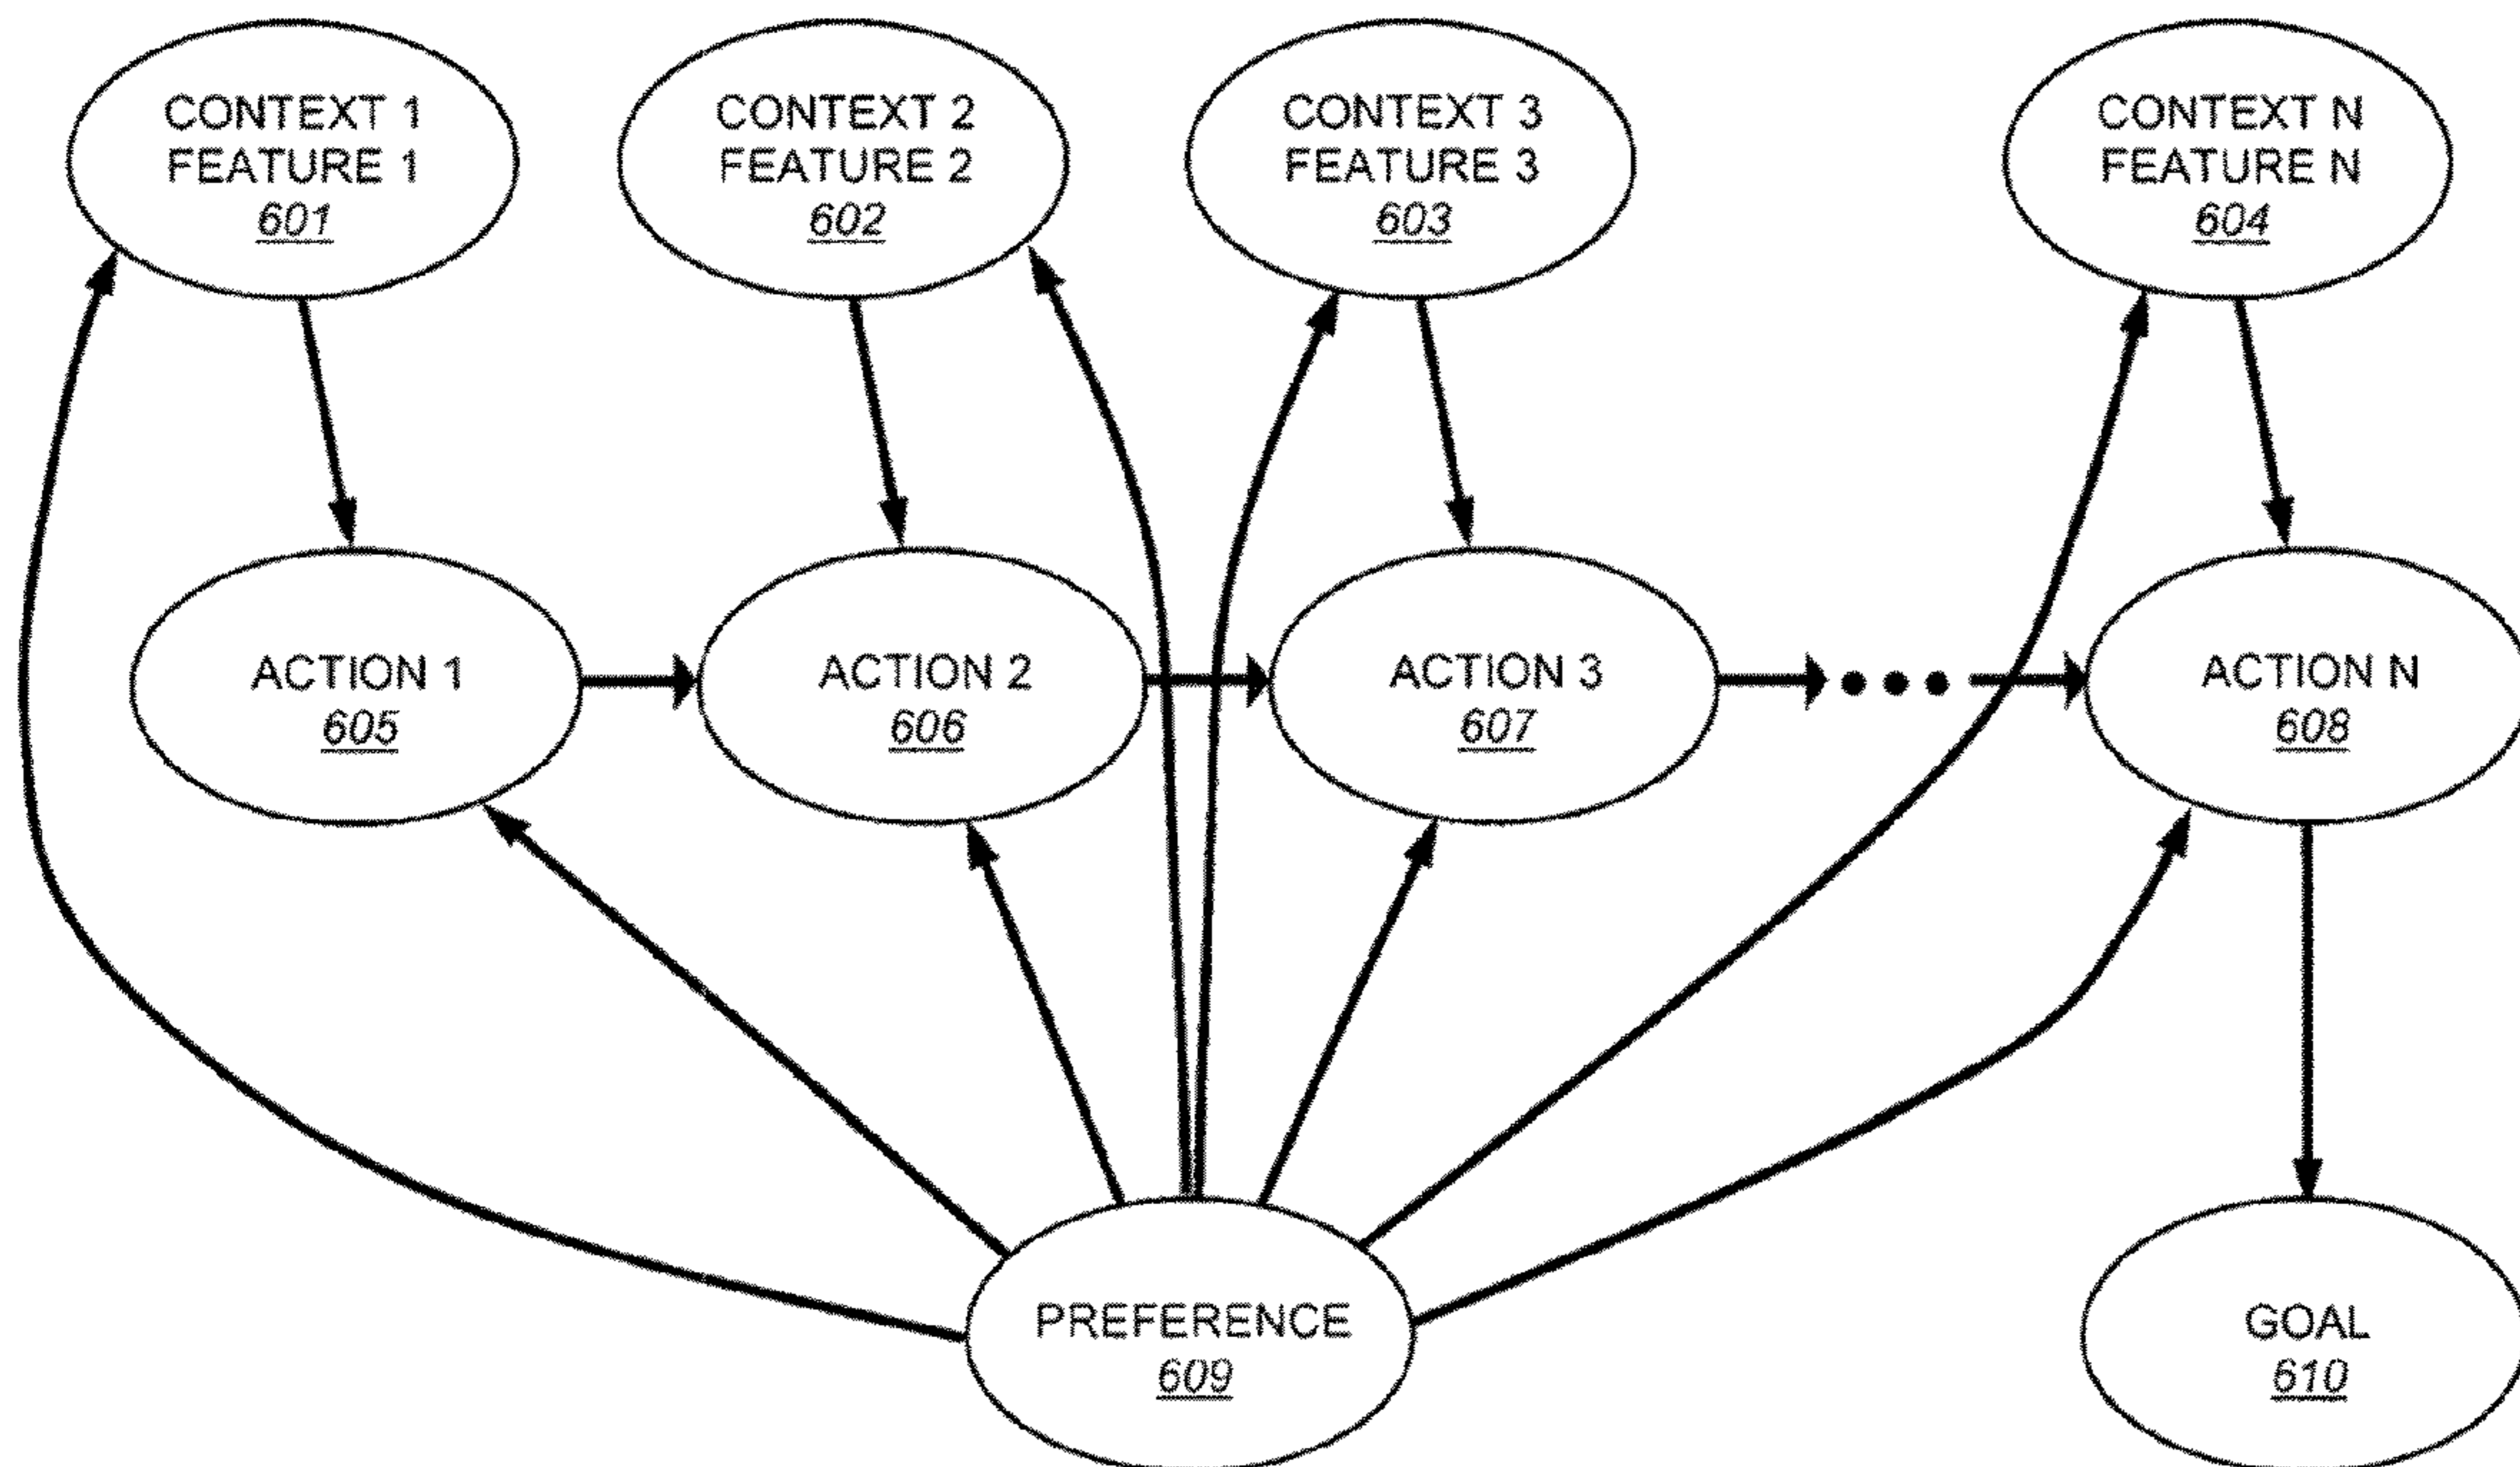 CONTEXT 1
FEATURE 1
601
CONTEXT 2
FEATURE 2
602
CONTEXT 3
FEATURE 3
603
CONTEXT N
FEATURE N
604
ACTION 1
605
ACTION 2
606
ACTION 3
607
ACTION N
608
PREFERENCE
609
GOAL
610